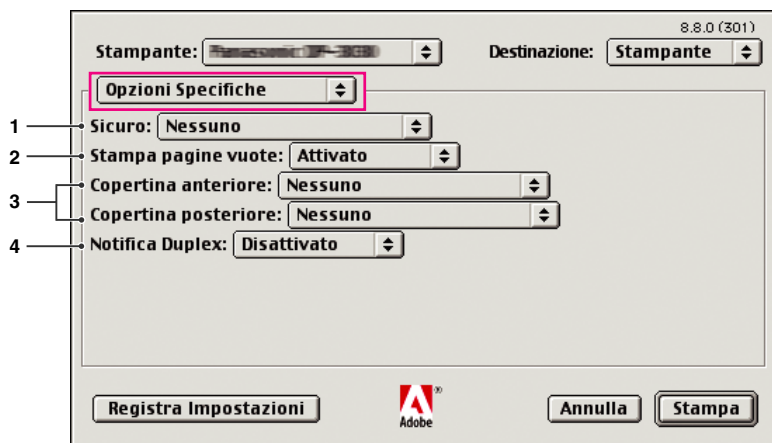 8.8.0 (301)
Stampante: Destinazione: Stampante
Opzioni Specifiche
1 Sicuro: Nessuno
2 Stampa pagine vuote: Attivato
3 Copertina anteriore: Nessuno
Copertina posteriore: Nessuno
4 Notifica Duplex: Disattivato
Registra Impostazioni Adobe ® Annulla Stampa